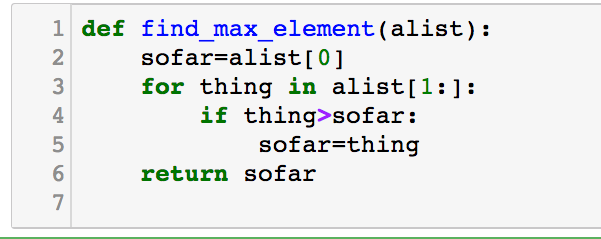 1 def find_max_element(alist):
2     sofar=alist[0]
3     for thing in alist[1:]:
4         if thing>sofar:
5             sofar=thing
6     return sofar
7